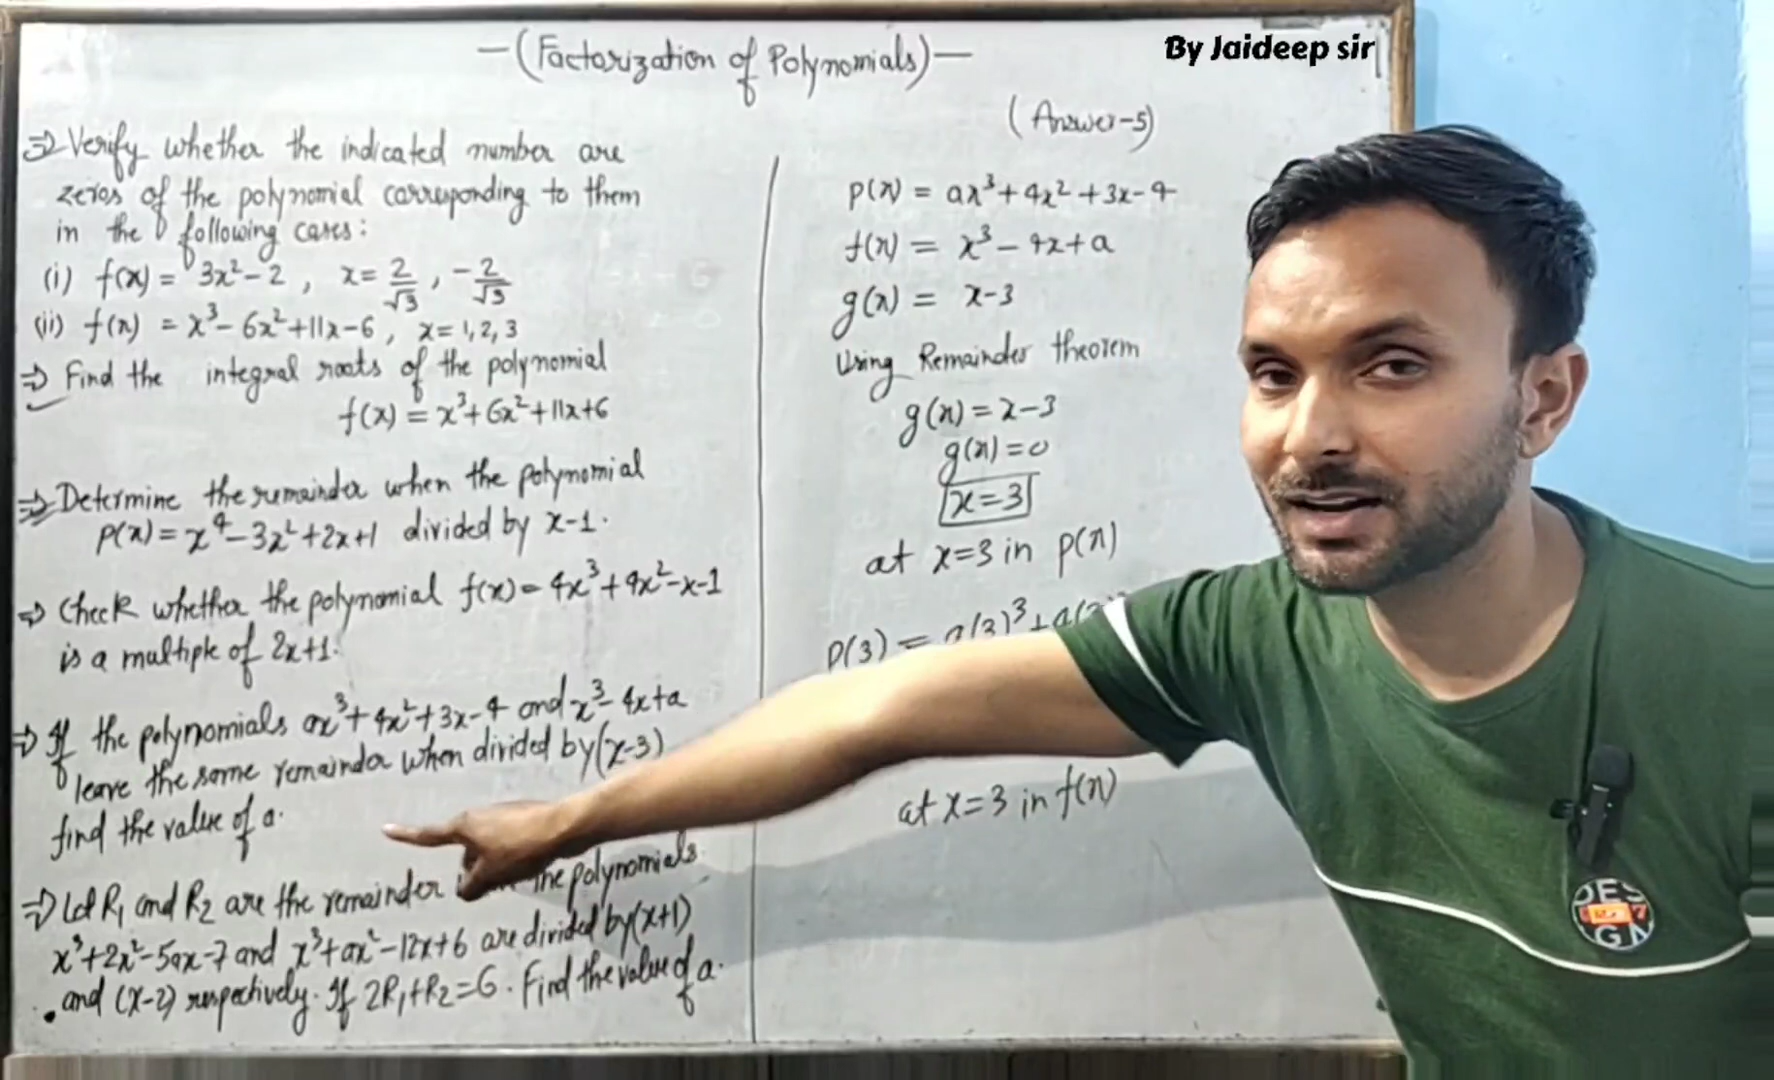 —(Factorization of Polynomials)—
By Jaideep sir
⇒ Verify whether the indicated number are
zeros of the polynomial corresponding to them
in the following cases:
(i) f(x) = 3x² - 2 , x = 2/√3 , -2/√3
(ii) f(x) = x³ - 6x² + 11x - 6 , x = 1, 2, 3
⇒ Find the integral roots of the polynomial
f(x) = x³ + 6x² + 11x + 6
⇒ Determine the remainder when the polynomial
P(x) = x⁴ - 3x² + 2x + 1 divided by x - 1.
⇒ Check whether the polynomial f(x) = 4x³ + 4x² - x - 1
is a multiple of 2x + 1.
⇒ If the polynomials ax³ + 4x² + 3x - 4 and x³ - 4x + a
leave the same remainder when divided by (x-3)
find the value of a.
⇒ Let R₁ and R₂ are the remainder the polynomials
x³ + 2x² - 5ax - 7 and x³ + ax² - 12x + 6 are divided by (x+1)
and (x-2) respectively. If 2R₁ + R₂ = 6. Find the value of a.
(Answer-5)
P(x) = ax³ + 4x² + 3x - 4
f(x) = x³ - 4x + a
g(x) = x - 3
Using Remainder theorem
g(x) = x - 3
g(x) = 0
x = 3
at x = 3 in p(x)
P(3) = a(3)³ +
at x = 3 in f(x)